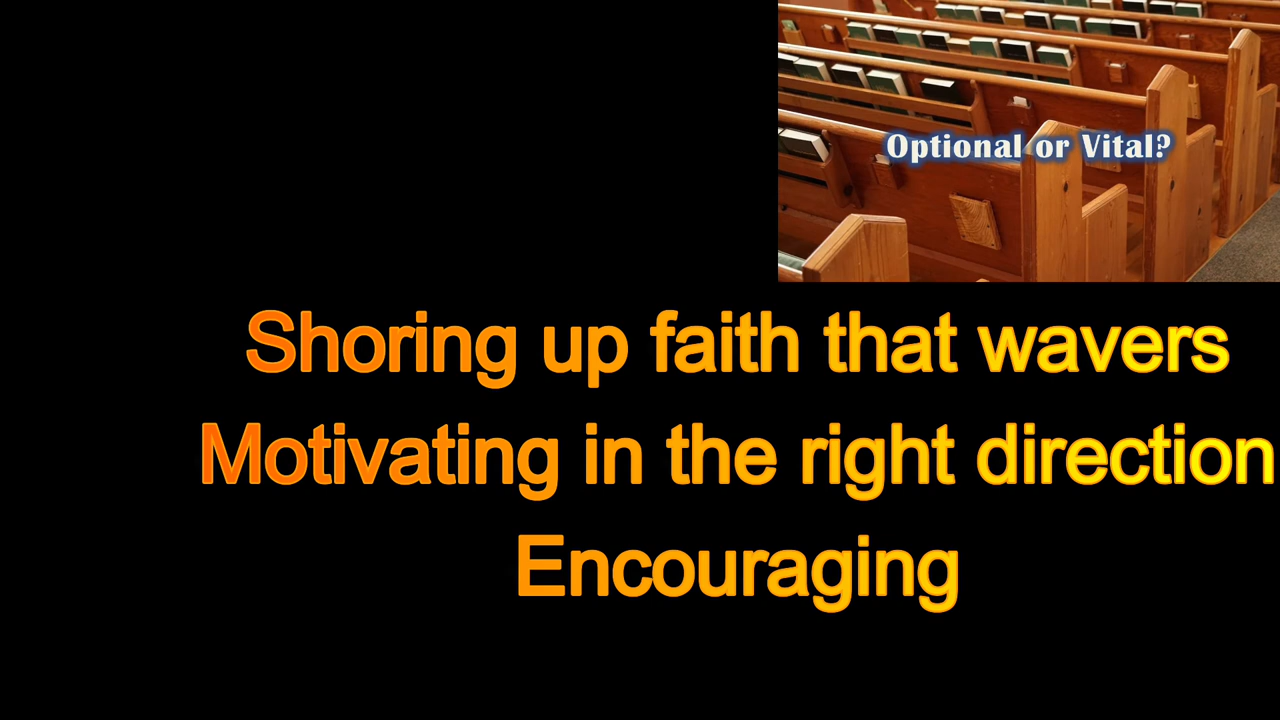 Optional or Vital?
Shoring up faith that wavers
Motivating in the right direction
Encouraging